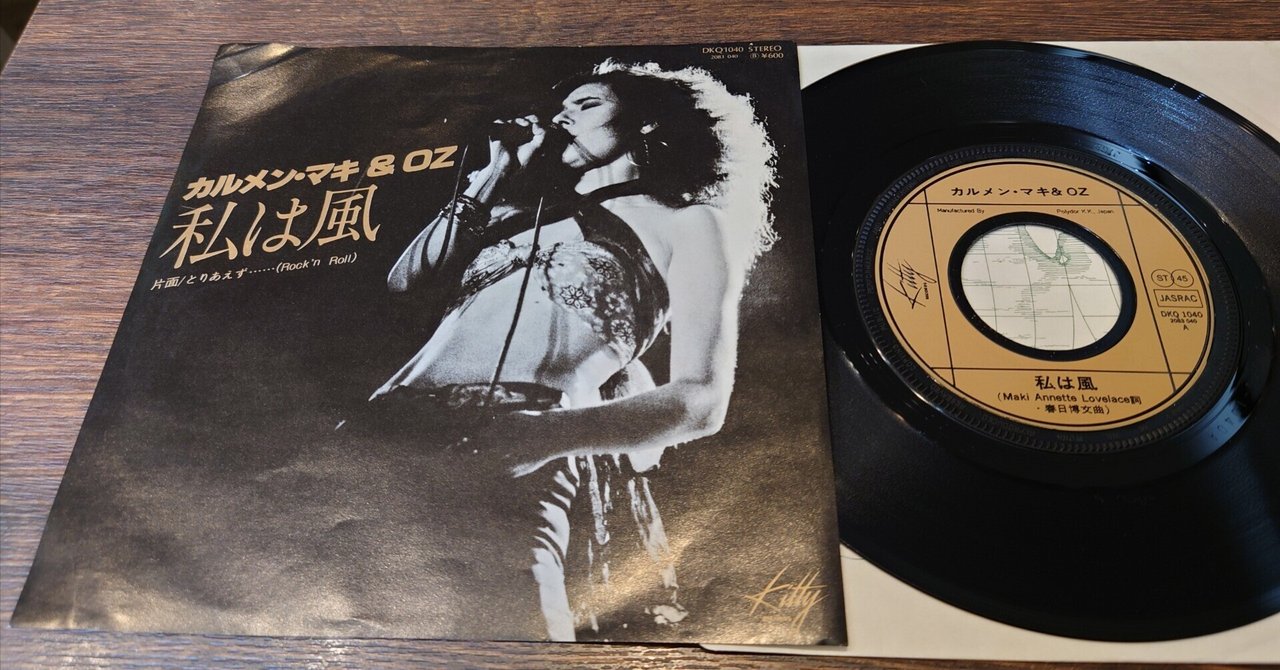 DKQ1040 STEREO
2083 040 Ⓑ ¥600
カルメン・マキ & OZ
私は風
片面/とりあえず……(Rock'n Roll)
Kitty
カルメン・マキ & OZ
Manufactured By Polydor K.K., Japan
Kitty
RECORDS
ST 45
JASRAC
DKQ 1040
2083 040
A
私は風
(Maki Annette Lovelace詞
・春日博文曲)